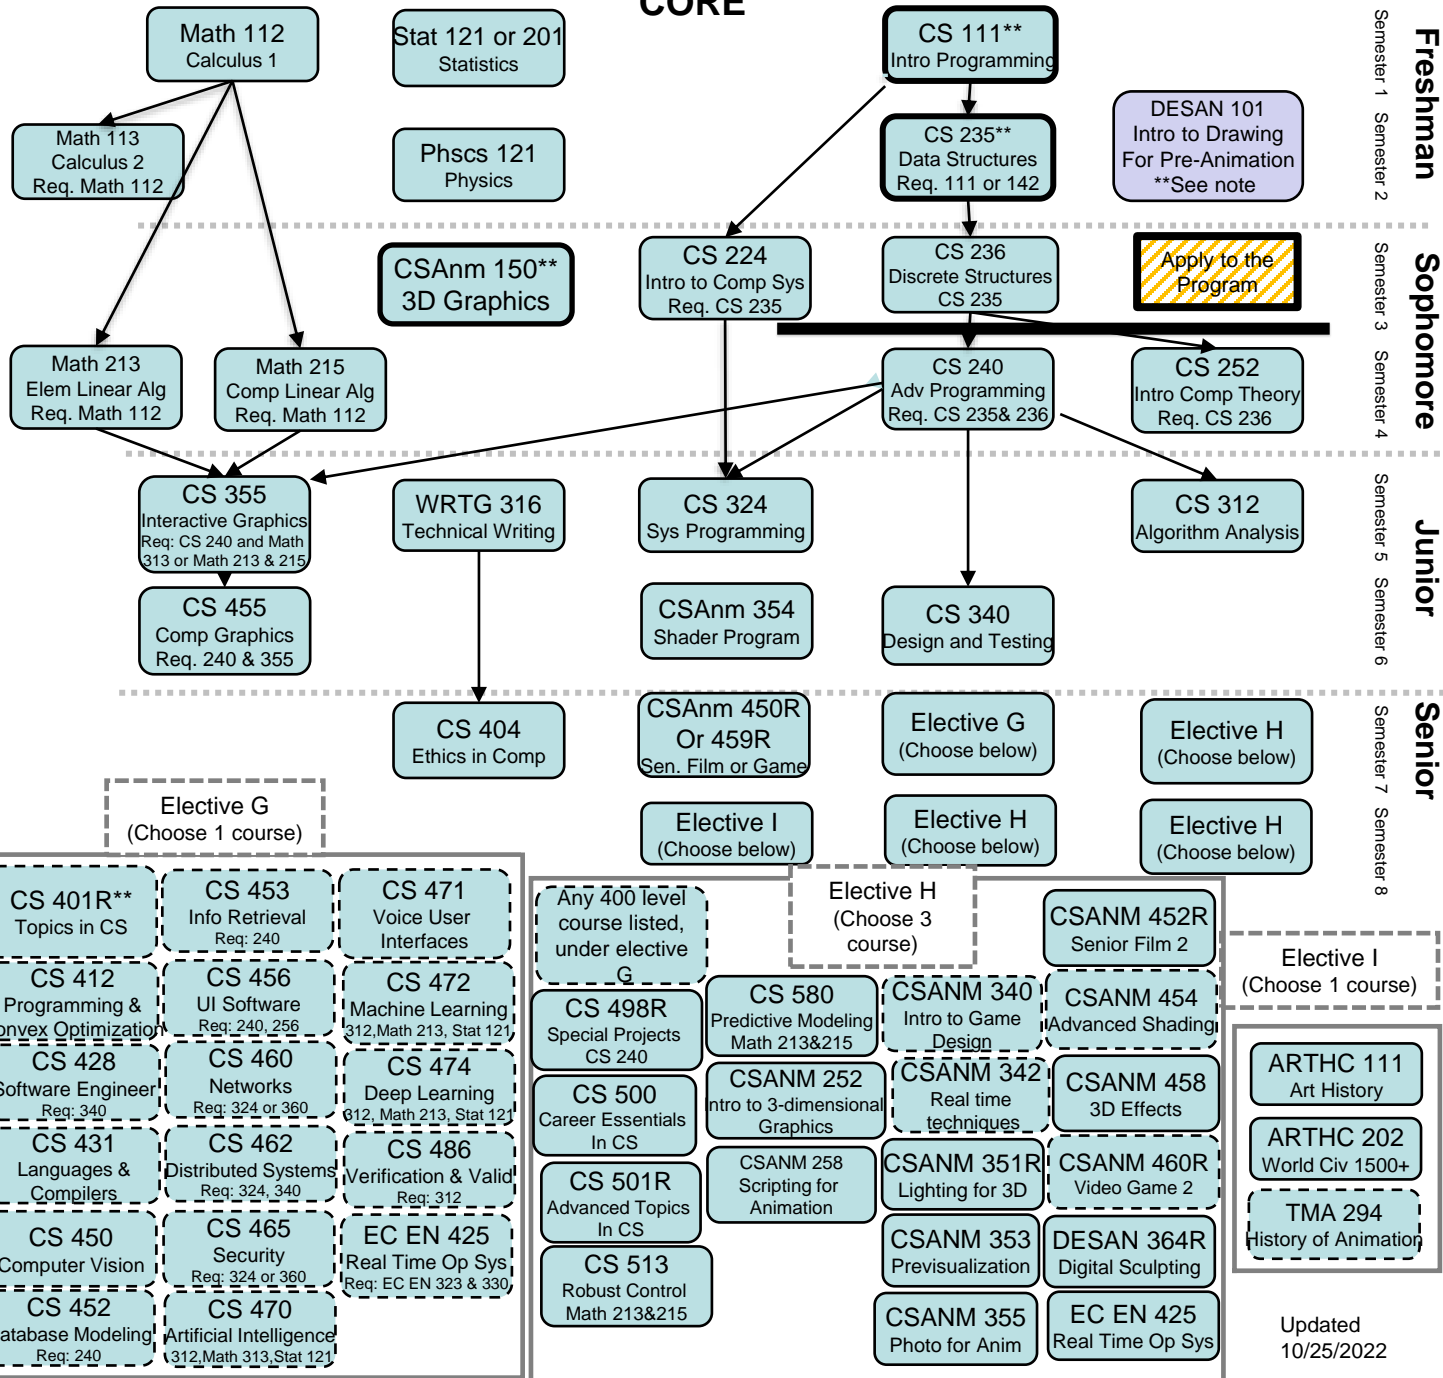 CORE
Math 112
Calculus 1
Stat 121 or 201
Statistics
CS 111**
Intro Programming
Semester 1
Freshman
Math 113
Calculus 2
Req. Math 112
Phscs 121
Physics
CS 235**
Data Structures
Req. 111 or 142
DESAN 101
Intro to Drawing
For Pre-Animation
**See note
Semester 2
CSAnm 150**
3D Graphics
CS 224
Intro to Comp Sys
Req. CS 235
CS 236
Discrete Structures
CS 235
Apply to the
Program
Semester 3
Sophomore
Math 213
Elem Linear Alg
Req. Math 112
Math 215
Comp Linear Alg
Req. Math 112
CS 240
Adv Programming
Req. CS 235& 236
CS 252
Intro Comp Theory
Req. CS 236
Semester 4
CS 355
Interactive Graphics
Req: CS 240 and Math
313 or Math 213 & 215
WRTG 316
Technical Writing
CS 324
Sys Programming
CS 312
Algorithm Analysis
Semester 5
Junior
CS 455
Comp Graphics
Req. 240 & 355
CSAnm 354
Shader Program
CS 340
Design and Testing
Semester 6
CS 404
Ethics in Comp
CSAnm 450R
Or 459R
Sen. Film or Game
Elective G
(Choose below)
Elective H
(Choose below)
Semester 7
Senior
Elective I
(Choose below)
Elective H
(Choose below)
Elective H
(Choose below)
Semester 8
Elective G
(Choose 1 course)
CS 401R**
Topics in CS
CS 453
Info Retrieval
Req: 240
CS 471
Voice User
Interfaces
CS 412
Programming &
onvex Optimization
CS 456
UI Software
Req: 240, 256
CS 472
Machine Learning
312,Math 213, Stat 121
CS 428
Software Engineer
Req: 340
CS 460
Networks
Req: 324 or 360
CS 474
Deep Learning
312, Math 213, Stat 121
CS 431
Languages &
Compilers
CS 462
Distributed Systems
Req: 324, 340
CS 486
Verification & Valid
Req: 312
CS 450
Computer Vision
CS 465
Security
Req: 324 or 360
EC EN 425
Real Time Op Sys
Req: EC EN 323 & 330
CS 452
atabase Modeling
Req: 240
CS 470
Artificial Intelligence
312,Math 313,Stat 121
Elective H
(Choose 3
course)
Any 400 level
course listed,
under elective
G
CS 498R
Special Projects
CS 240
CS 500
Career Essentials
In CS
CS 501R
Advanced Topics
In CS
CS 513
Robust Control
Math 213&215
CS 580
Predictive Modeling
Math 213&215
CSANM 252
Intro to 3-dimensional
Graphics
CSANM 258
Scripting for
Animation
CSANM 340
Intro to Game
Design
CSANM 342
Real time
techniques
CSANM 351R
Lighting for 3D
CSANM 353
Previsualization
CSANM 355
Photo for Anim
CSANM 452R
Senior Film 2
CSANM 454
Advanced Shading
CSANM 458
3D Effects
CSANM 460R
Video Game 2
DESAN 364R
Digital Sculpting
EC EN 425
Real Time Op Sys
Elective I
(Choose 1 course)
ARTHC 111
Art History
ARTHC 202
World Civ 1500+
TMA 294
History of Animation
Updated
10/25/2022